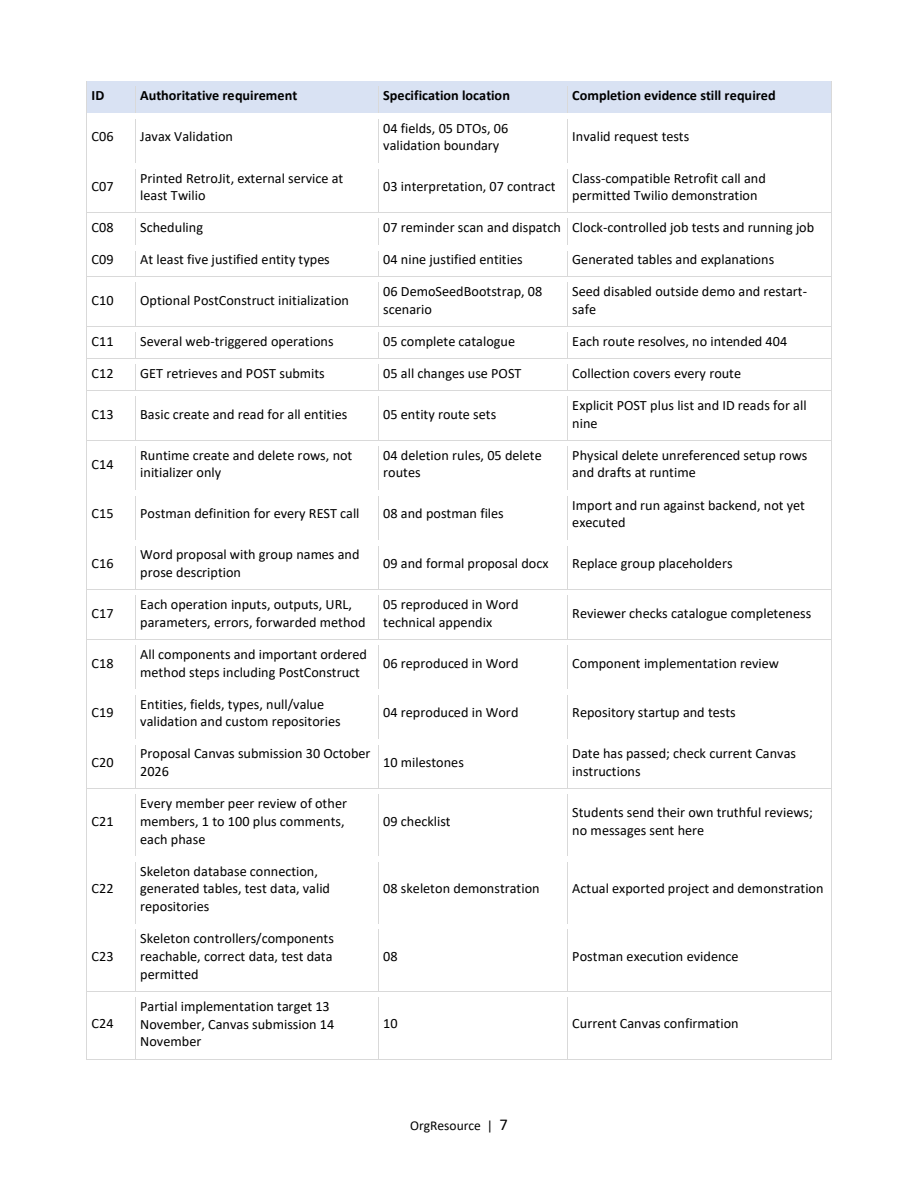 ID Authoritative requirement Specification location Completion evidence still required
C06 Javax Validation 04 fields, 05 DTOs, 06 validation boundary Invalid request tests
C07 Printed RetroJit, external service at least Twilio 03 interpretation, 07 contract Class-compatible Retrofit call and permitted Twilio demonstration
C08 Scheduling 07 reminder scan and dispatch Clock-controlled job tests and running job
C09 At least five justified entity types 04 nine justified entities Generated tables and explanations
C10 Optional PostConstruct initialization 06 DemoSeedBootstrap, 08 scenario Seed disabled outside demo and restart-safe
C11 Several web-triggered operations 05 complete catalogue Each route resolves, no intended 404
C12 GET retrieves and POST submits 05 all changes use POST Collection covers every route
C13 Basic create and read for all entities 05 entity route sets Explicit POST plus list and ID reads for all nine
C14 Runtime create and delete rows, not initializer only 04 deletion rules, 05 delete routes Physical delete unreferenced setup rows and drafts at runtime
C15 Postman definition for every REST call 08 and postman files Import and run against backend, not yet executed
C16 Word proposal with group names and prose description 09 and formal proposal docx Replace group placeholders
C17 Each operation inputs, outputs, URL, parameters, errors, forwarded method 05 reproduced in Word technical appendix Reviewer checks catalogue completeness
C18 All components and important ordered method steps including PostConstruct 06 reproduced in Word Component implementation review
C19 Entities, fields, types, null/value validation and custom repositories 04 reproduced in Word Repository startup and tests
C20 Proposal Canvas submission 30 October 2026 10 milestones Date has passed; check current Canvas instructions
C21 Every member peer review of other members, 1 to 100 plus comments, each phase 09 checklist Students send their own truthful reviews; no messages sent here
C22 Skeleton database connection, generated tables, test data, valid repositories 08 skeleton demonstration Actual exported project and demonstration
C23 Skeleton controllers/components reachable, correct data, test data permitted 08 Postman execution evidence
C24 Partial implementation target 13 November, Canvas submission 14 November 10 Current Canvas confirmation
OrgResource | 7